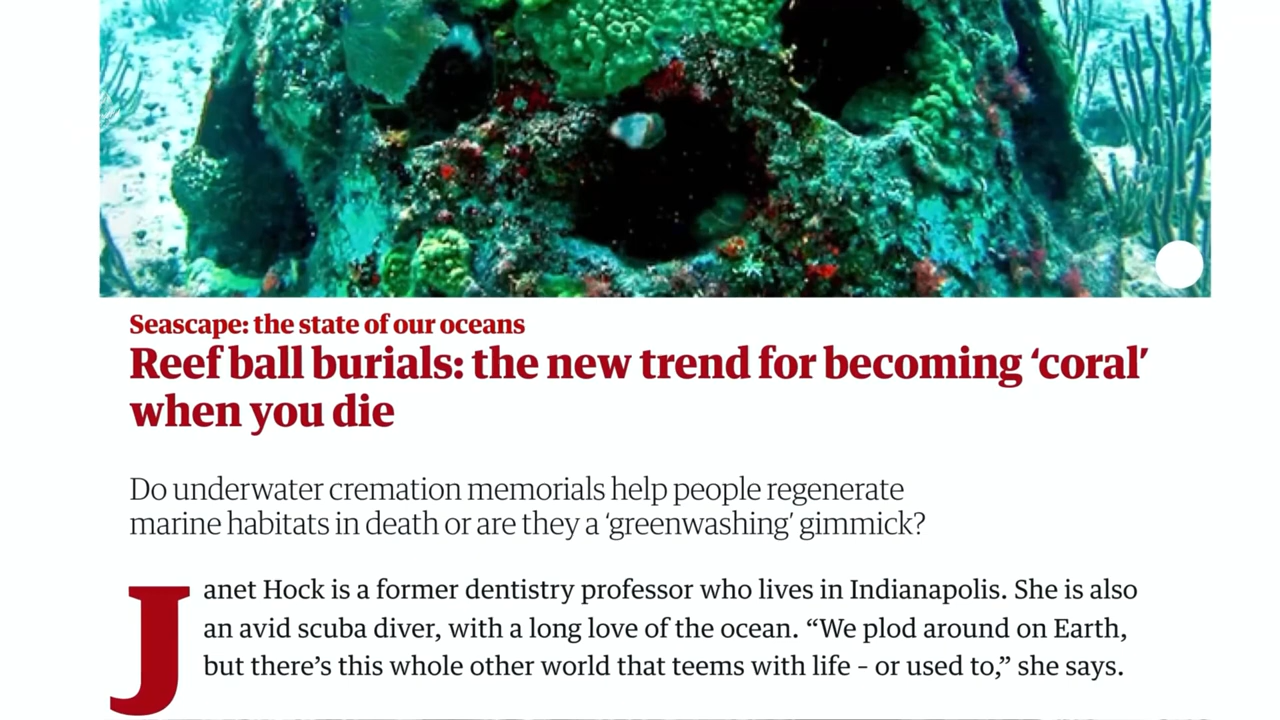 Seascape: the state of our oceans
Reef ball burials: the new trend for becoming ‘coral’
when you die
Do underwater cremation memorials help people regenerate
marine habitats in death or are they a ‘greenwashing’ gimmick?
Janet Hock is a former dentistry professor who lives in Indianapolis. She is also
an avid scuba diver, with a long love of the ocean. “We plod around on Earth,
but there’s this whole other world that teems with life – or used to,” she says.